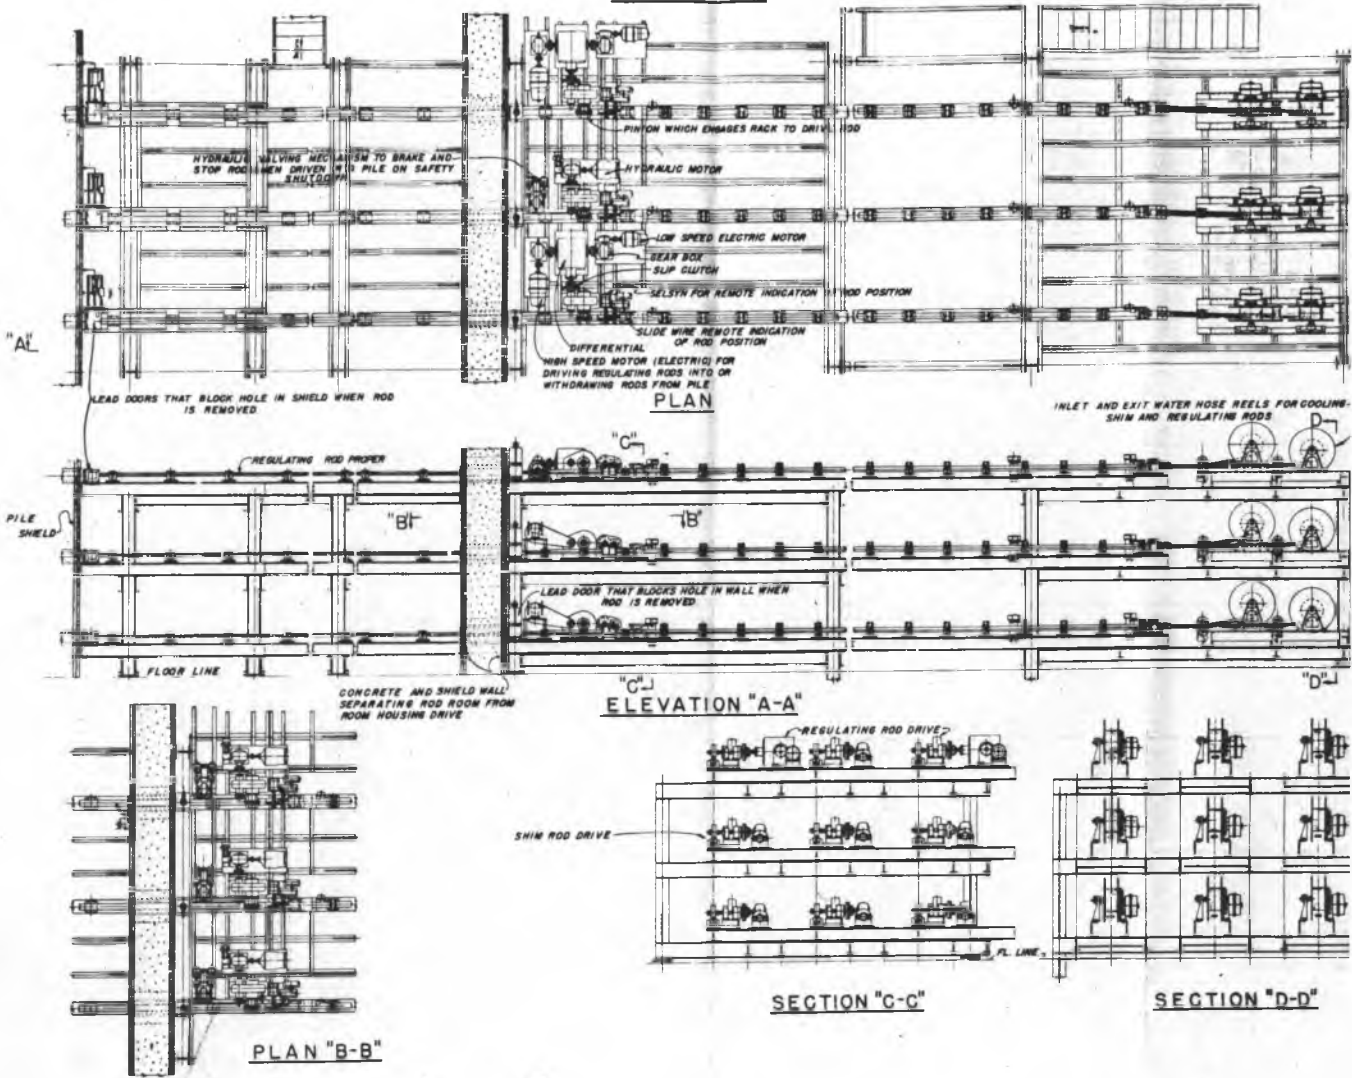 PINION WHICH ENGAGES RACK TO DRIVE ROD
HYDRAULIC VALVING MECHANISM TO BRAKE AND
STOP ROD WHEN DRIVEN INTO PILE ON SAFETY
SHUTDOWN
HYDRAULIC MOTOR
LOW SPEED ELECTRIC MOTOR
GEAR BOX
SLIP CLUTCH
SELSYN FOR REMOTE INDICATION OF ROD POSITION
SLIDE WIRE REMOTE INDICATION
OF ROD POSITION
"A"
DIFFERENTIAL
HIGH SPEED MOTOR (ELECTRIC) FOR
DRIVING REGULATING RODS INTO OR
WITHDRAWING RODS FROM PILE
PLAN
LEAD DOORS THAT BLOCK HOLE IN SHIELD WHEN ROD
IS REMOVED
INLET AND EXIT WATER HOSE REELS FOR COOLING
SHIM AND REGULATING RODS
D
"C"
REGULATING ROD PROPER
PILE
SHIELD
"B"
"B"
LEAD DOOR THAT BLOCKS HOLE IN WALL WHEN
ROD IS REMOVED
FLOOR LINE
CONCRETE AND SHIELD WALL
SEPARATING ROD ROOM FROM
ROOM HOUSING DRIVE
"C"
"D"
ELEVATION "A-A"
REGULATING ROD DRIVE
SHIM ROD DRIVE
FL. LINE
SECTION "C-C"
SECTION "D-D"
PLAN "B-B"